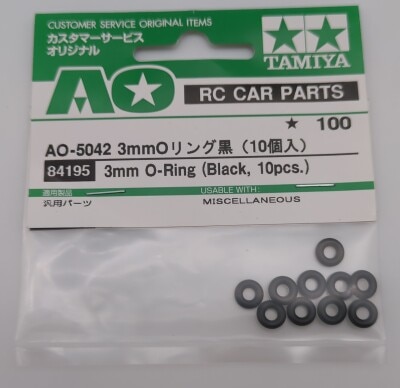 CUSTOMER SERVICE ORIGINAL ITEMS
カスタマーサービス
オリジナル
TAMIYA
AO
RC CAR PARTS
★ 100
AO-5042 3mmOリング黒（10個入）
84195 3mm O-Ring (Black, 10pcs.)
適用製品 USABLE WITH:
汎用パーツ MISCELLANEOUS